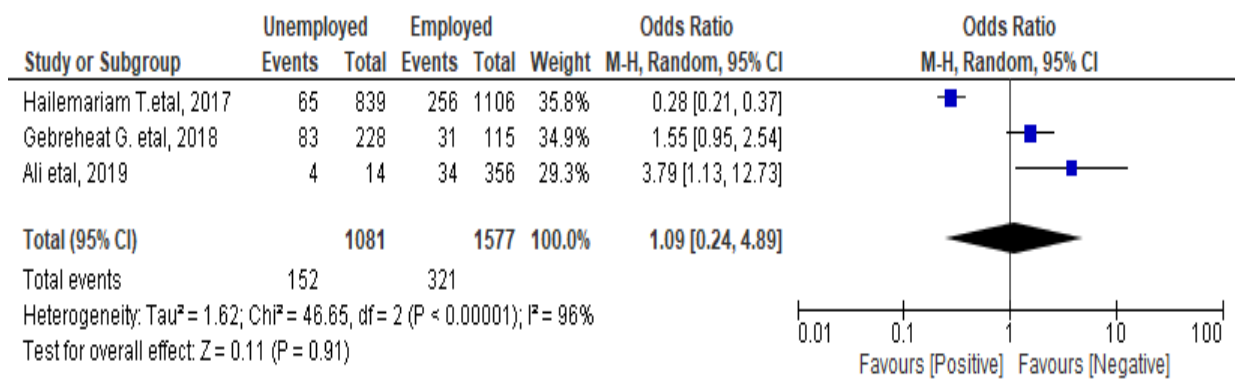 Unemployed Employed Odds Ratio Odds Ratio
Study or Subgroup Events Total Events Total Weight M-H, Random, 95% CI M-H, Random, 95% CI
Hailemariam T.etal, 2017 65 839 256 1106 35.8% 0.28 [0.21, 0.37]
Gebreheat G. etal, 2018 83 228 31 115 34.9% 1.55 [0.95, 2.54]
Ali etal, 2019 4 14 34 356 29.3% 3.79 [1.13, 12.73]
Total (95% CI) 1081 1577 100.0% 1.09 [0.24, 4.89]
Total events 152 321
Heterogeneity: Tau² = 1.62; Chi² = 46.65, df = 2 (P < 0.00001); I² = 96%
Test for overall effect: Z = 0.11 (P = 0.91)
0.01 0.1 1 10 100
Favours [Positive] Favours [Negative]